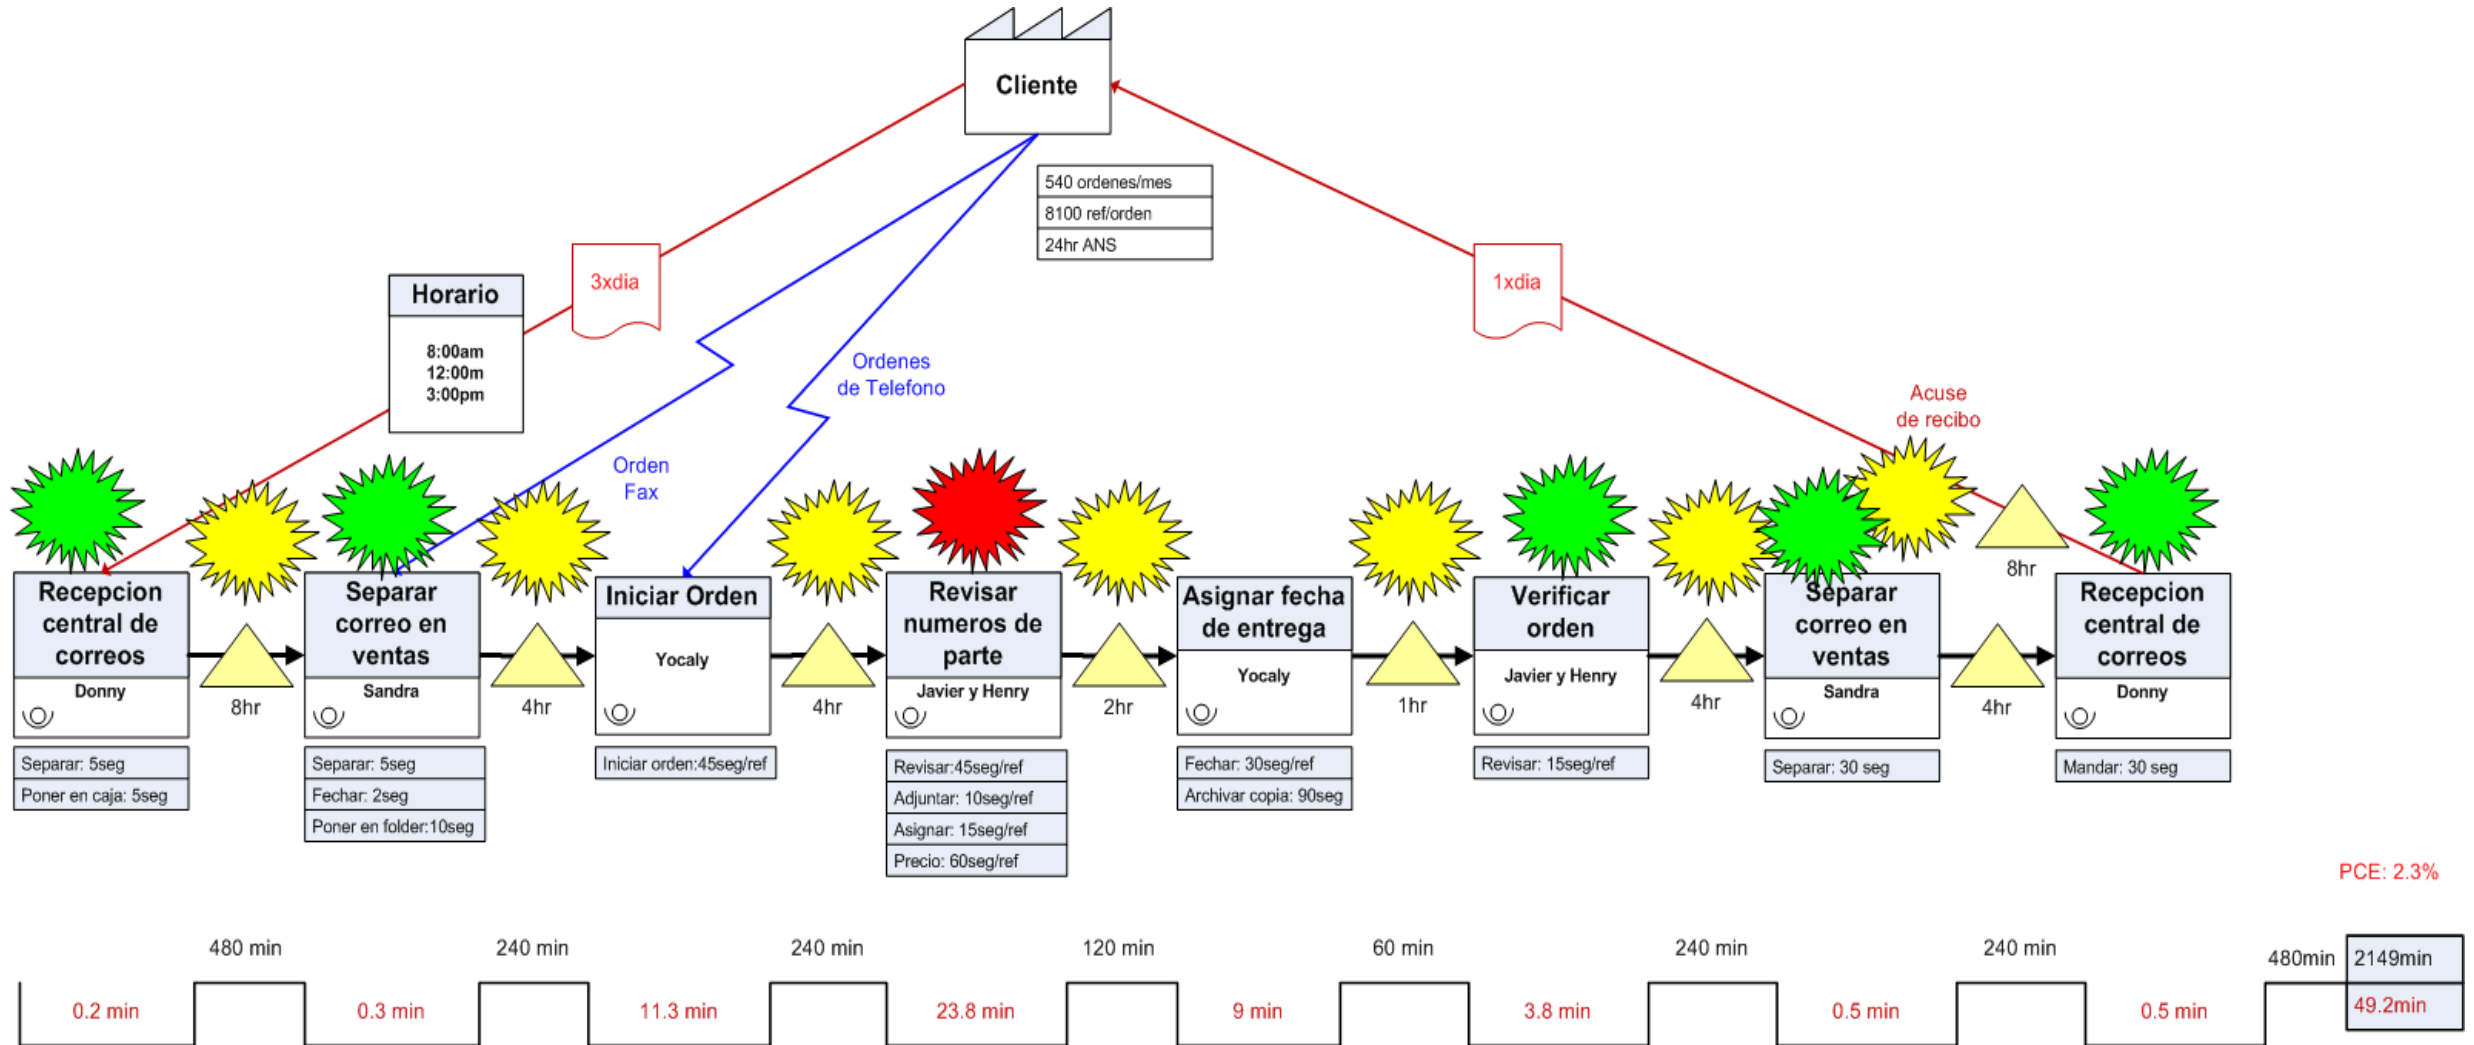 Cliente
540 ordenes/mes
8100 ref/orden
24hr ANS
3xdia
1xdia
Horario
8:00am
12:00m
3:00pm
Ordenes
de Telefono
Orden
Fax
Acuse
de recibo
8hr
Recepcion
central de
correos
Donny
8hr
Separar
correo en
ventas
Sandra
4hr
Iniciar Orden
Yocaly
4hr
Revisar
numeros de
parte
Javier y Henry
2hr
Asignar fecha
de entrega
Yocaly
1hr
Verificar
orden
Javier y Henry
4hr
Separar
correo en
ventas
Sandra
4hr
Recepcion
central de
correos
Donny
Separar: 5seg
Poner en caja: 5seg
Separar: 5seg
Fechar: 2seg
Poner en folder:10seg
Iniciar orden:45seg/ref
Revisar:45seg/ref
Adjuntar: 10seg/ref
Asignar: 15seg/ref
Precio: 60seg/ref
Fechar: 30seg/ref
Archivar copia: 90seg
Revisar: 15seg/ref
Separar: 30 seg
Mandar: 30 seg
PCE: 2.3%
480 min
240 min
240 min
120 min
60 min
240 min
240 min
480min
2149min
0.2 min
0.3 min
11.3 min
23.8 min
9 min
3.8 min
0.5 min
0.5 min
49.2min